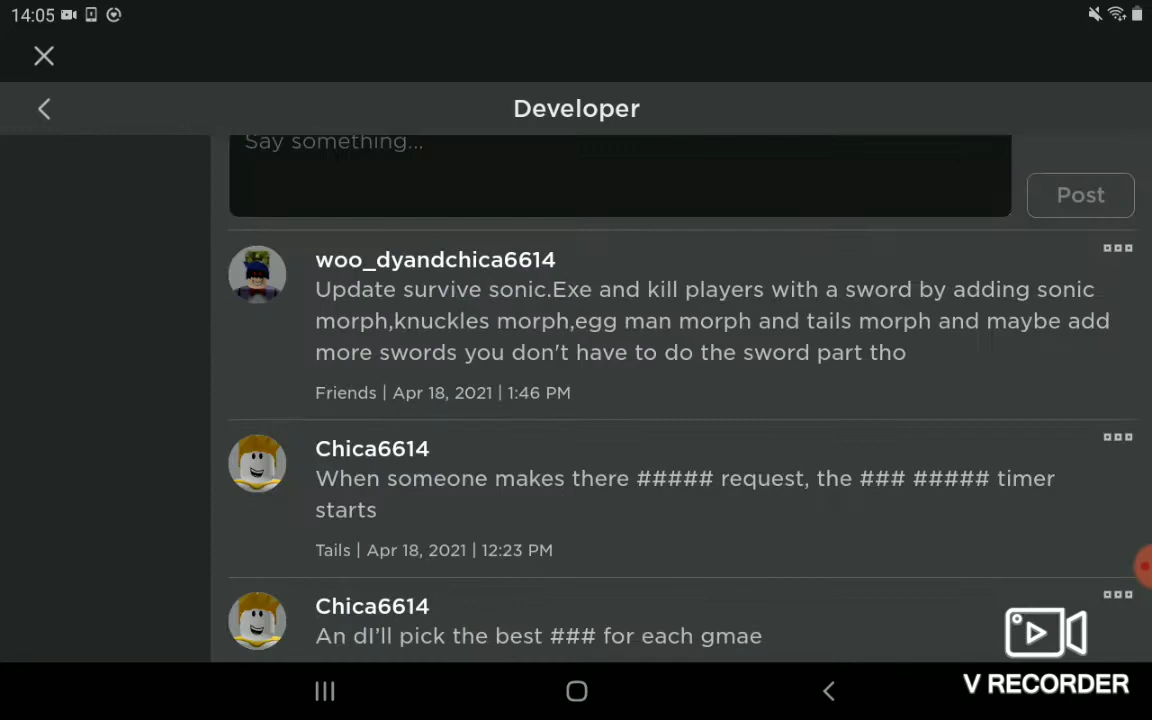 14:05
Developer
Say something...
Post
woo_dyandchica6614
Update survive sonic.Exe and kill players with a sword by adding sonic
morph,knuckles morph,egg man morph and tails morph and maybe add
more swords you don't have to do the sword part tho
Friends | Apr 18, 2021 | 1:46 PM
Chica6614
When someone makes there ##### request, the ### ##### timer
starts
Tails | Apr 18, 2021 | 12:23 PM
Chica6614
An dI’ll pick the best ### for each gmae
V RECORDER